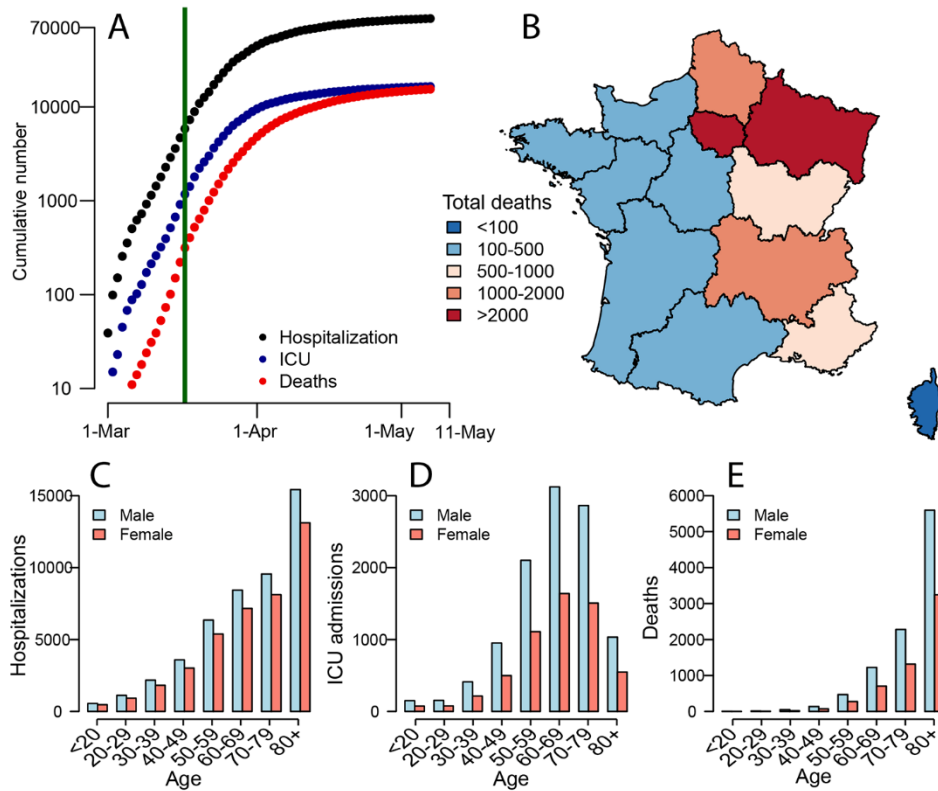 A
70000
10000
1000
100
10
Cumulative number
Hospitalization
ICU
Deaths
1-Mar
1-Apr
1-May
11-May
B
Total deaths
<100
100-500
500-1000
1000-2000
>2000
C
15000
5000
0
Hospitalizations
Male
Female
<20
20-29
30-39
40-49
50-59
60-69
70-79
80+
Age
D
3000
1000
0
ICU admissions
Male
Female
<20
20-29
30-39
40-49
50-59
60-69
70-79
80+
Age
E
6000
5000
4000
3000
2000
1000
0
Deaths
Male
Female
<20
20-29
30-39
40-49
50-59
60-69
70-79
80+
Age